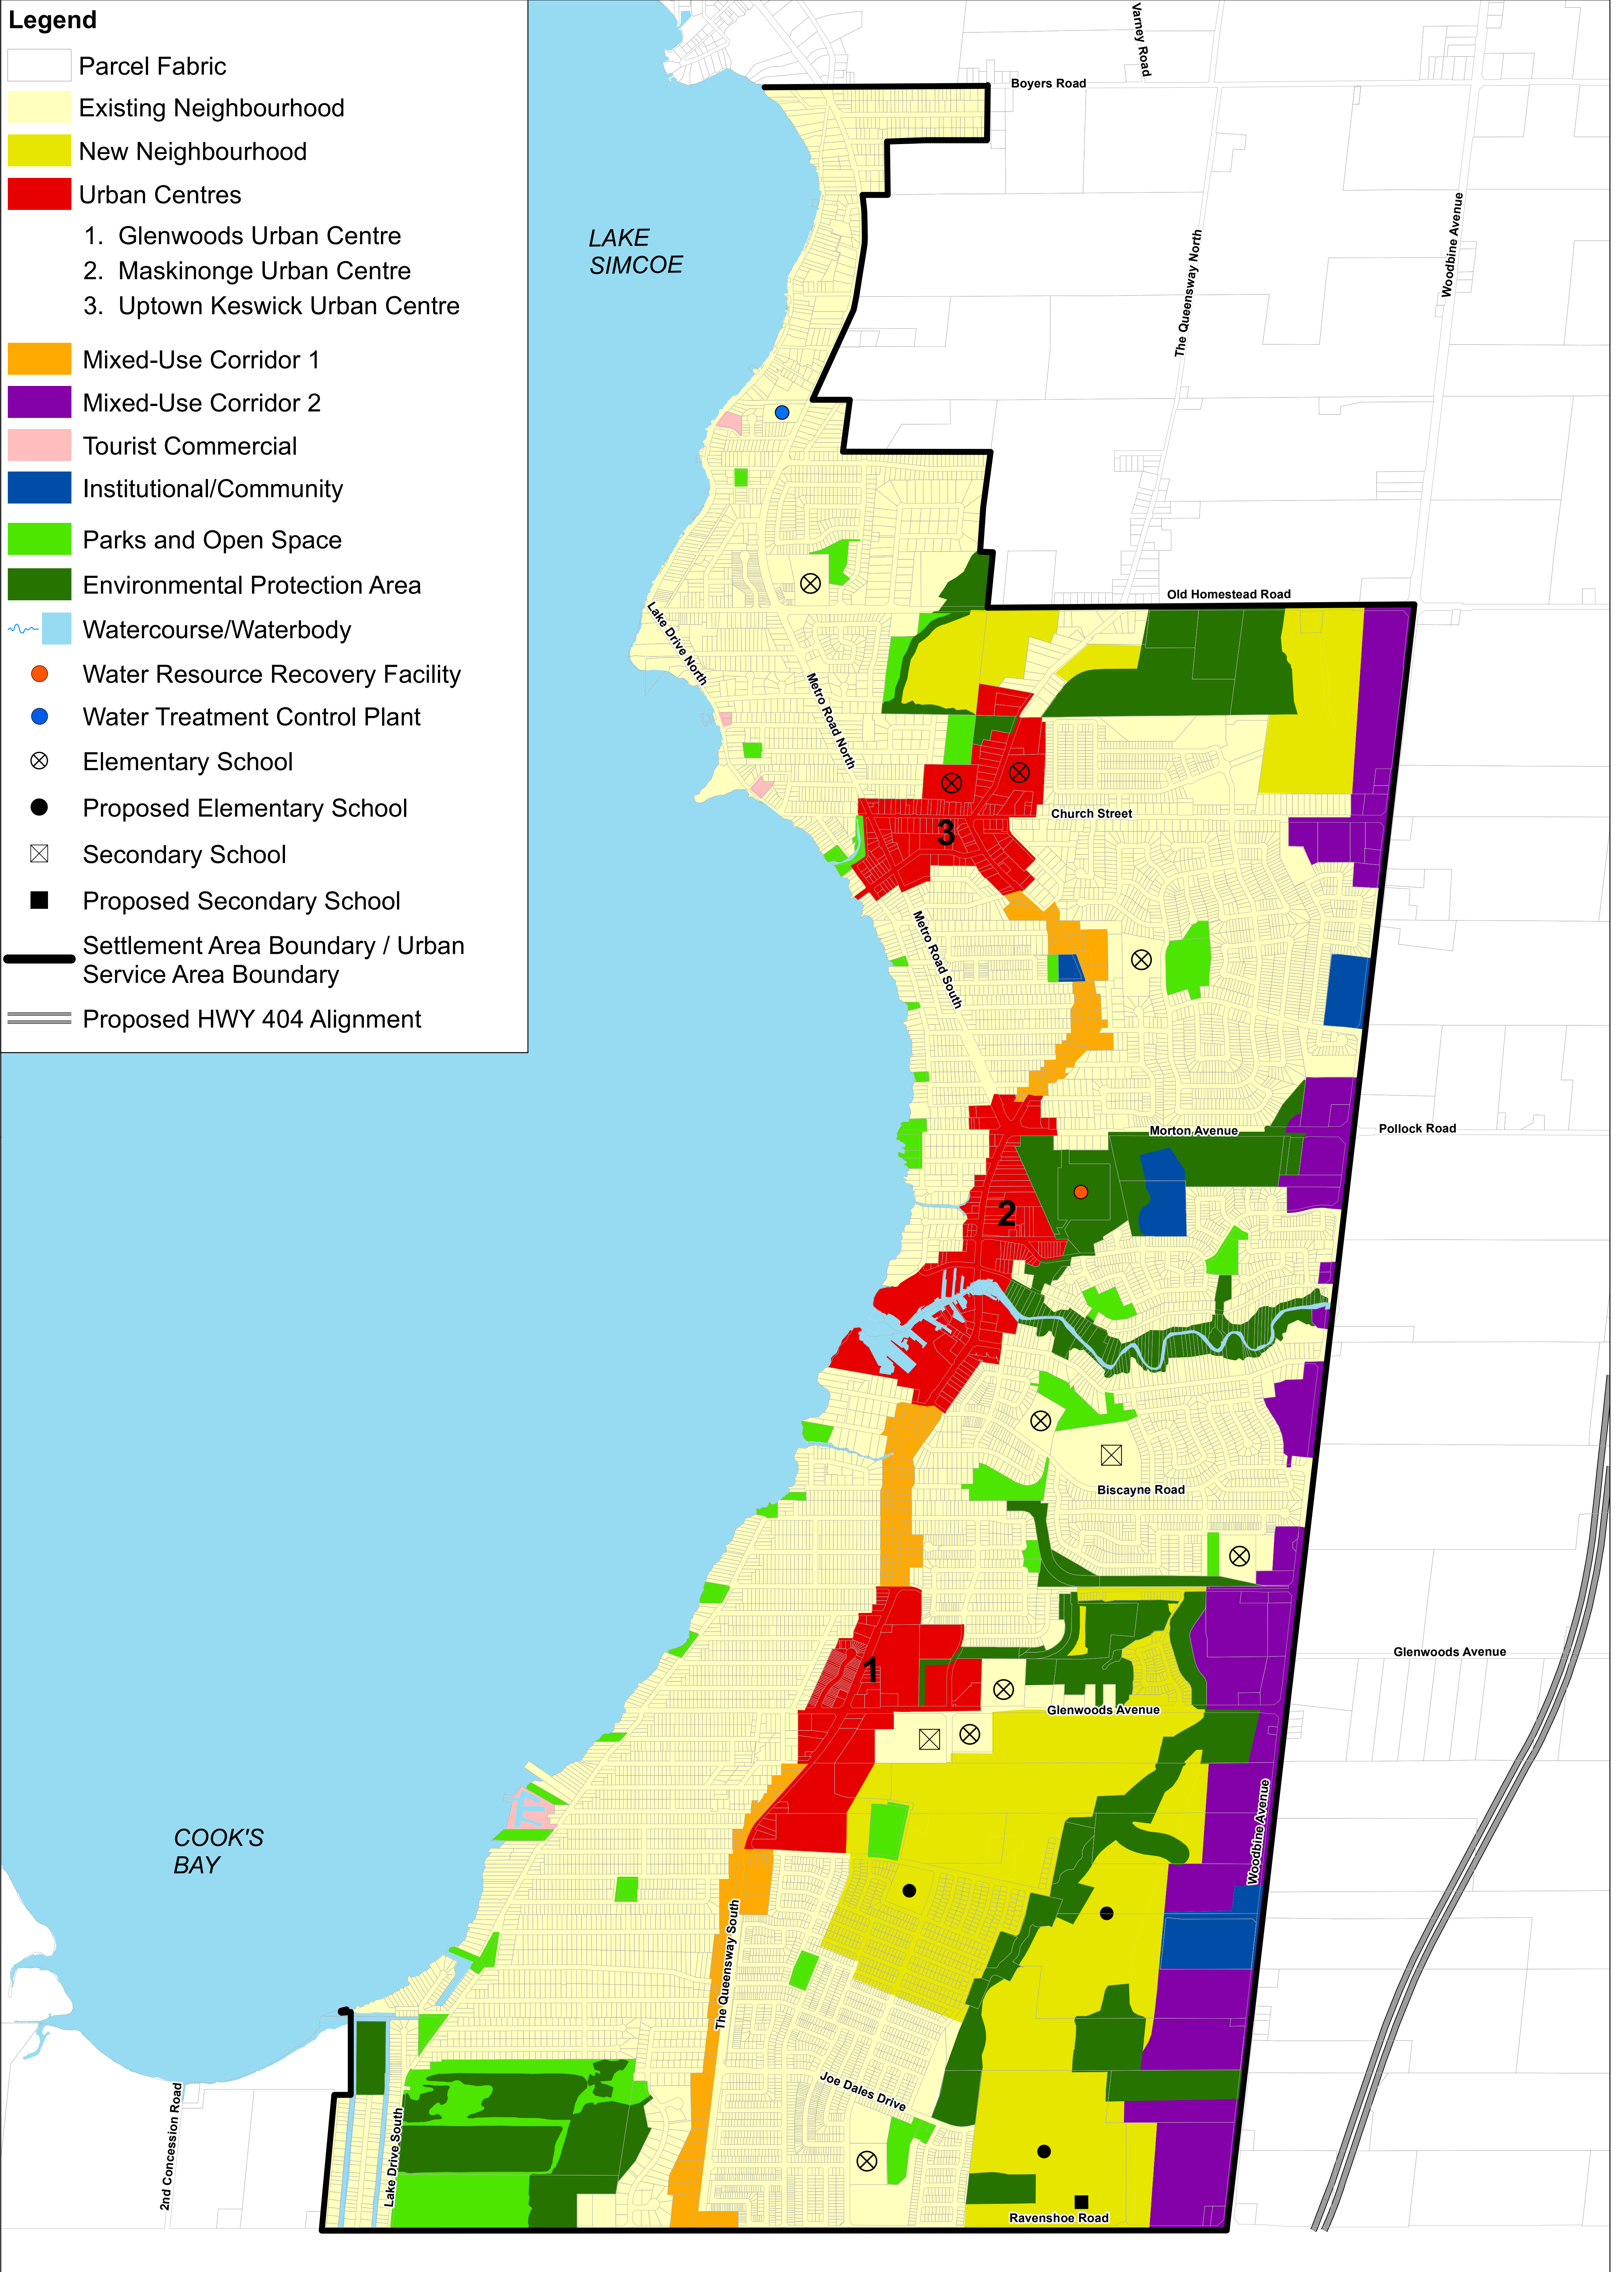 Legend
Parcel Fabric
Existing Neighbourhood
New Neighbourhood
Urban Centres
1. Glenwoods Urban Centre
2. Maskinonge Urban Centre
3. Uptown Keswick Urban Centre
Mixed-Use Corridor 1
Mixed-Use Corridor 2
Tourist Commercial
Institutional/Community
Parks and Open Space
Environmental Protection Area
Watercourse/Waterbody
Water Resource Recovery Facility
Water Treatment Control Plant
Elementary School
Proposed Elementary School
Secondary School
Proposed Secondary School
Settlement Area Boundary / Urban
Service Area Boundary
Proposed HWY 404 Alignment
Varney Road
Boyers Road
LAKE
SIMCOE
The Queensway North
Woodbine Avenue
Old Homestead Road
Lake Drive North
Metro Road North
Church Street
3
Metro Road South
Morton Avenue
Pollock Road
2
Biscayne Road
1
Glenwoods Avenue
Glenwoods Avenue
COOK'S
BAY
Woodbine Avenue
The Queensway South
Joe Dales Drive
2nd Concession Road
Lake Drive South
Ravenshoe Road